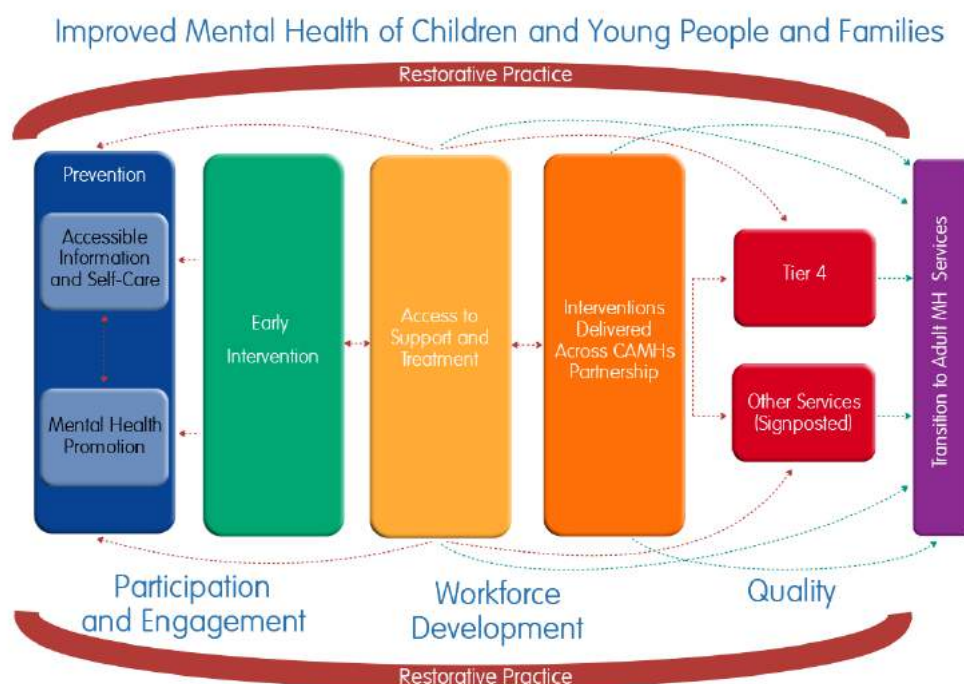 Improved Mental Health of Children and Young People and Families
Restorative Practice
Prevention
Accessible
Information
and Self-Care
Mental Health
Promotion
Early
Intervention
Access to
Support and
Treatment
Interventions
Delivered
Across CAMHs
Partnership
Tier 4
Other Services
(Signposted)
Transition to Adult MH Services
Participation
and Engagement
Workforce
Development
Quality
Restorative Practice